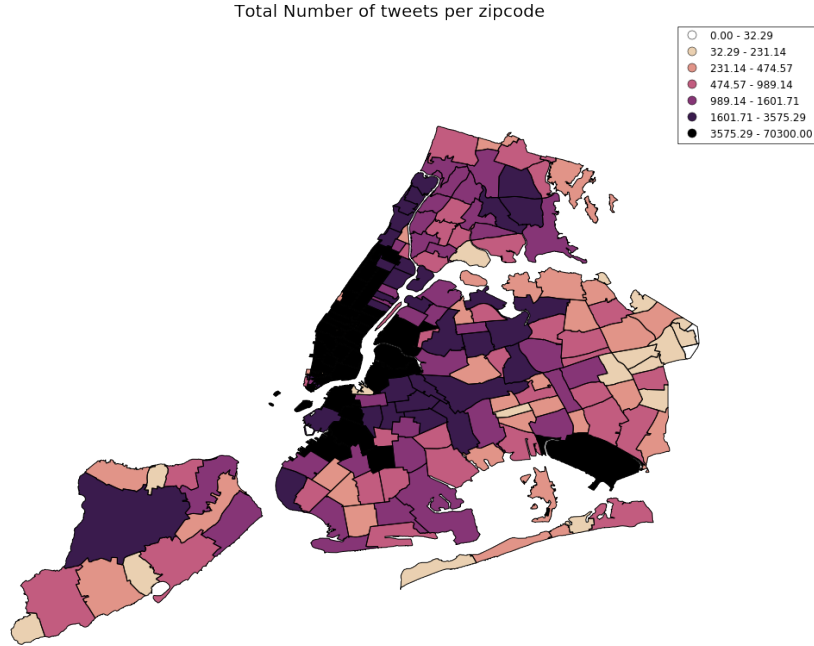 Total Number of tweets per zipcode
0.00 - 32.29
32.29 - 231.14
231.14 - 474.57
474.57 - 989.14
989.14 - 1601.71
1601.71 - 3575.29
3575.29 - 70300.00